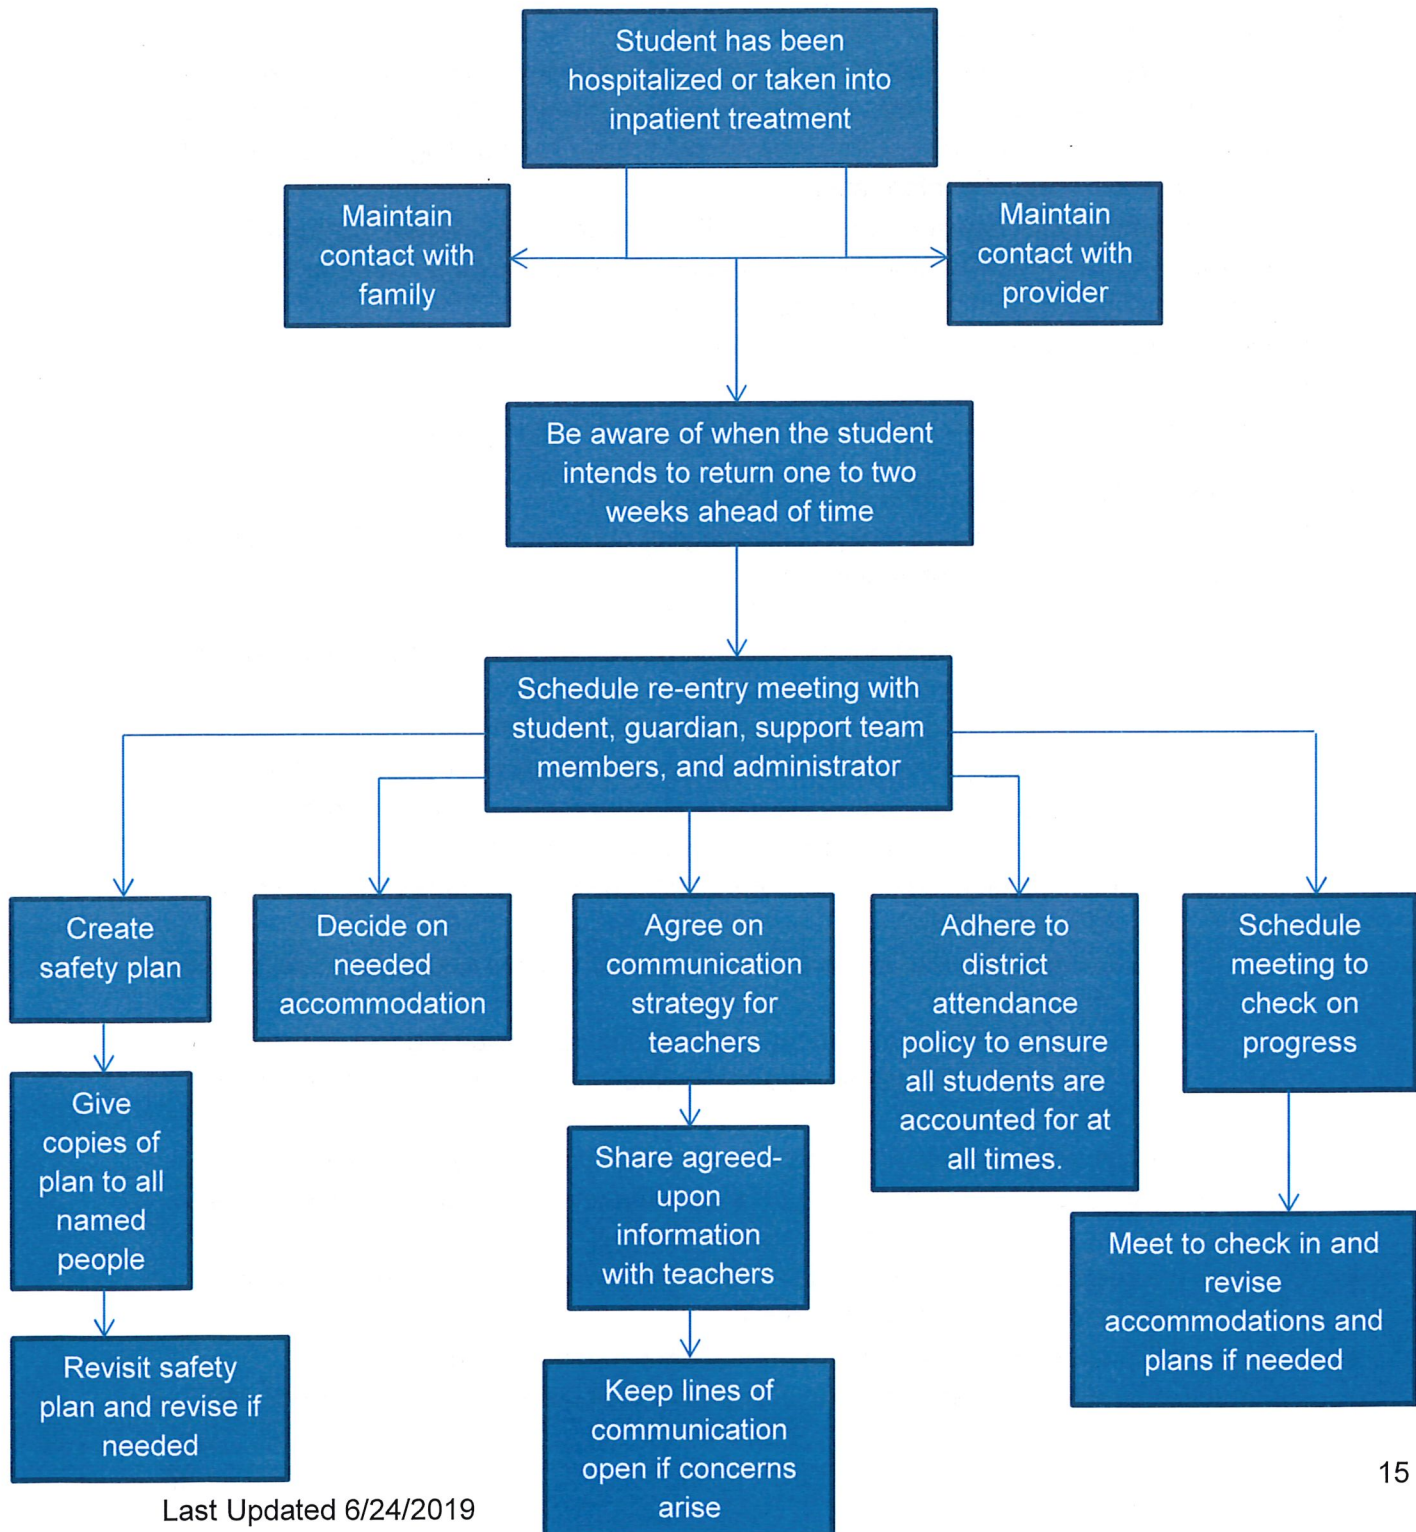 Student has been
hospitalized or taken into
inpatient treatment
Maintain
contact with
family
Maintain
contact with
provider
Be aware of when the student
intends to return one to two
weeks ahead of time
Schedule re-entry meeting with
student, guardian, support team
members, and administrator
Create
safety plan
Decide on
needed
accommodation
Agree on
communication
strategy for
teachers
Adhere to
district
attendance
policy to ensure
all students are
accounted for at
all times.
Schedule
meeting to
check on
progress
Give
copies of
plan to all
named
people
Share agreed-
upon
information
with teachers
Meet to check in and
revise
accommodations and
plans if needed
Revisit safety
plan and revise if
needed
Keep lines of
communication
open if concerns
arise
15
Last Updated 6/24/2019